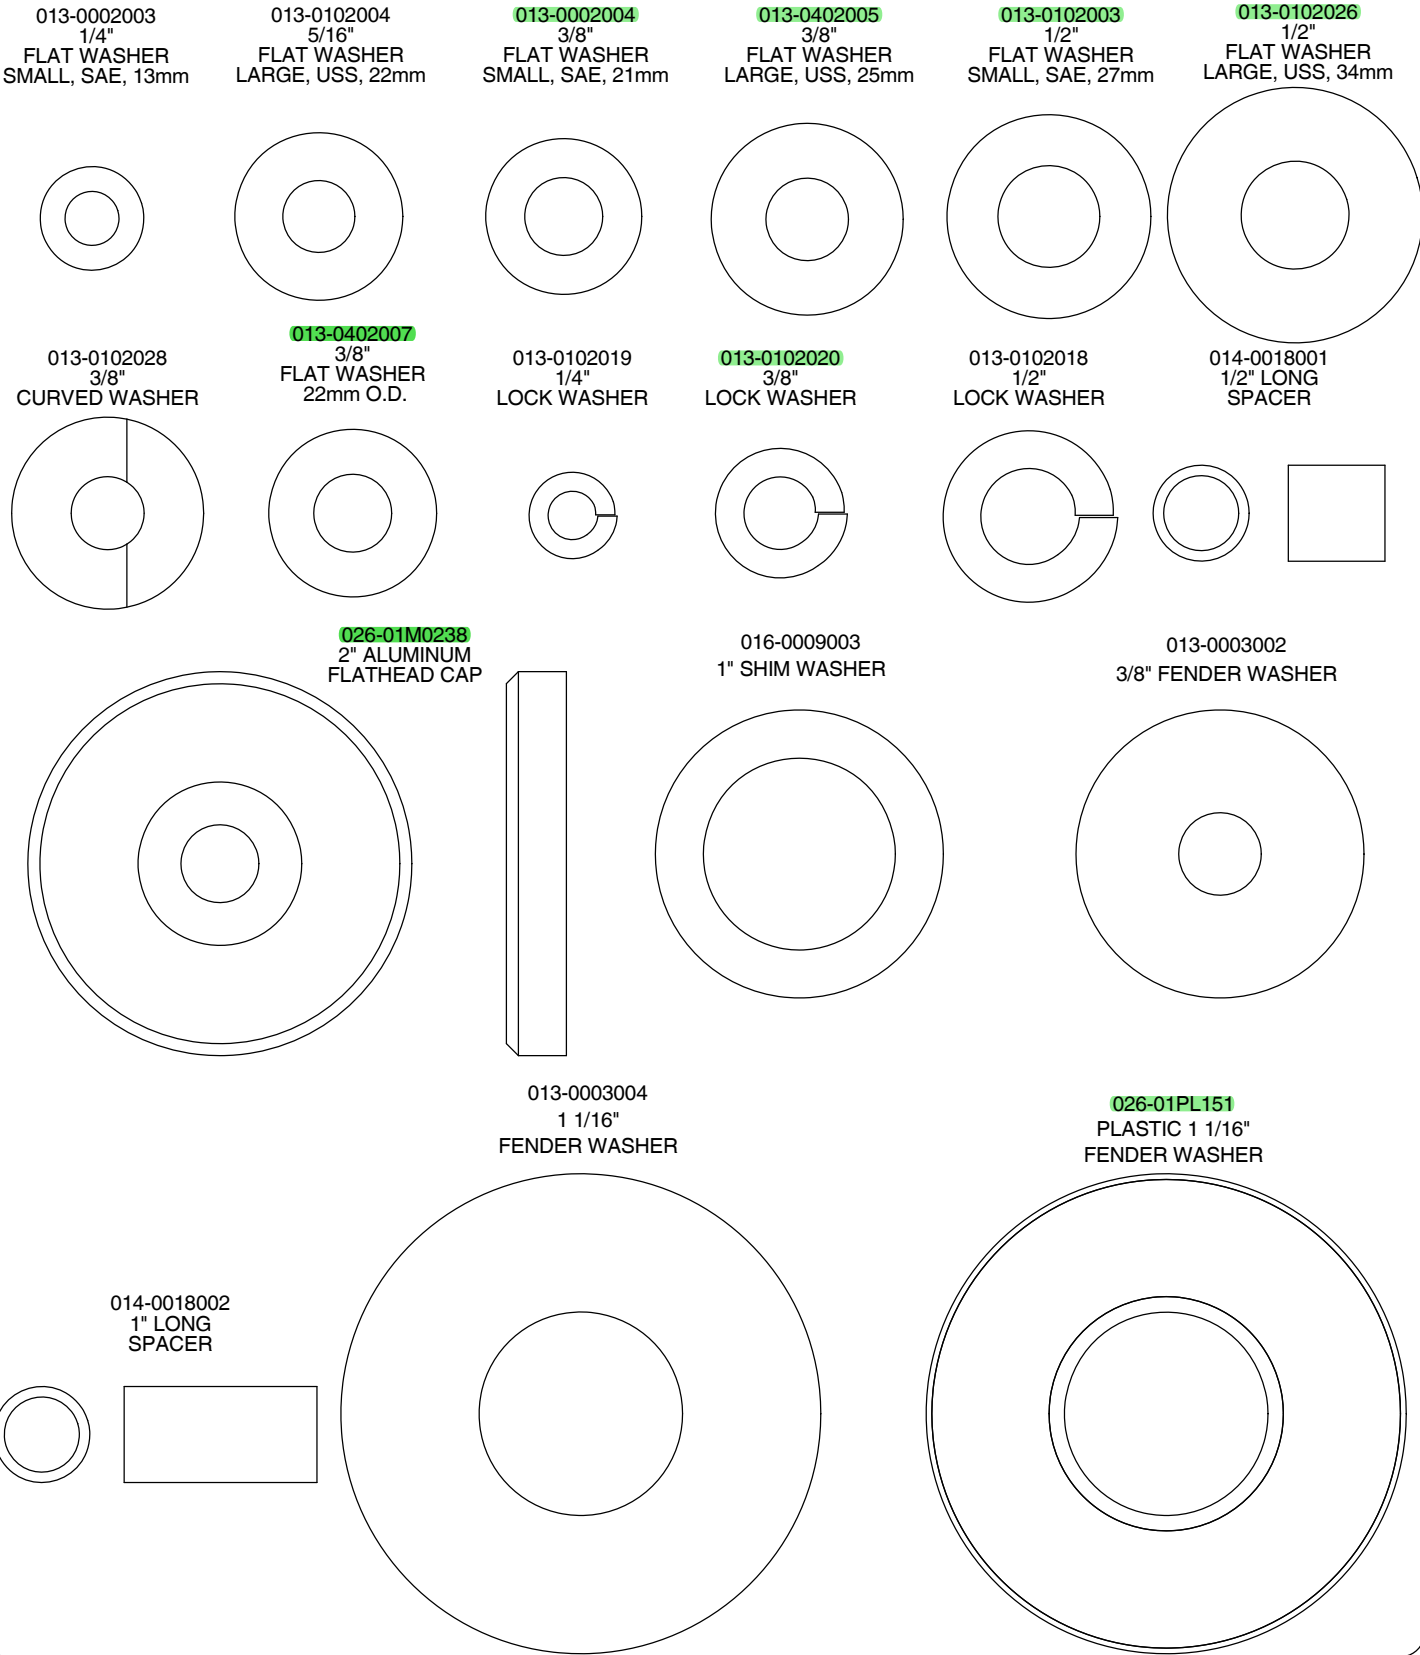 013-0002003
1/4"
FLAT WASHER
SMALL, SAE, 13mm
013-0102004
5/16"
FLAT WASHER
LARGE, USS, 22mm
013-0002004
3/8"
FLAT WASHER
SMALL, SAE, 21mm
013-0402005
3/8"
FLAT WASHER
LARGE, USS, 25mm
013-0102003
1/2"
FLAT WASHER
SMALL, SAE, 27mm
013-0102026
1/2"
FLAT WASHER
LARGE, USS, 34mm
013-0102028
3/8"
CURVED WASHER
013-0402007
3/8"
FLAT WASHER
22mm O.D.
013-0102019
1/4"
LOCK WASHER
013-0102020
3/8"
LOCK WASHER
013-0102018
1/2"
LOCK WASHER
014-0018001
1/2" LONG
SPACER
026-01M0238
2" ALUMINUM
FLATHEAD CAP
016-0009003
1" SHIM WASHER
013-0003002
3/8" FENDER WASHER
013-0003004
1 1/16"
FENDER WASHER
026-01PL151
PLASTIC 1 1/16"
FENDER WASHER
014-0018002
1" LONG
SPACER